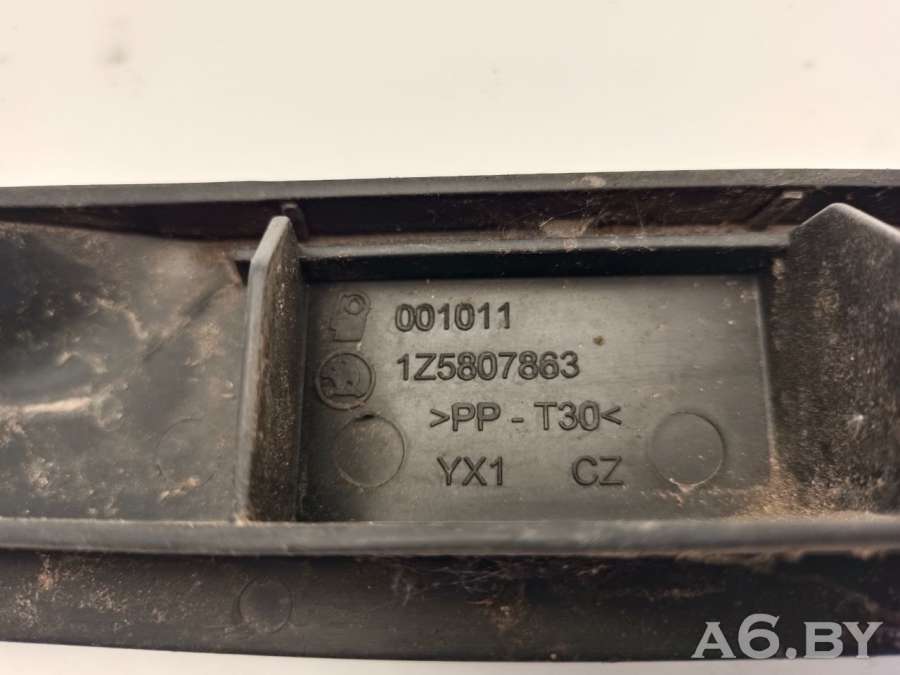 001011
1Z5807863
>PP - T30<
YX1 CZ
A6.BY